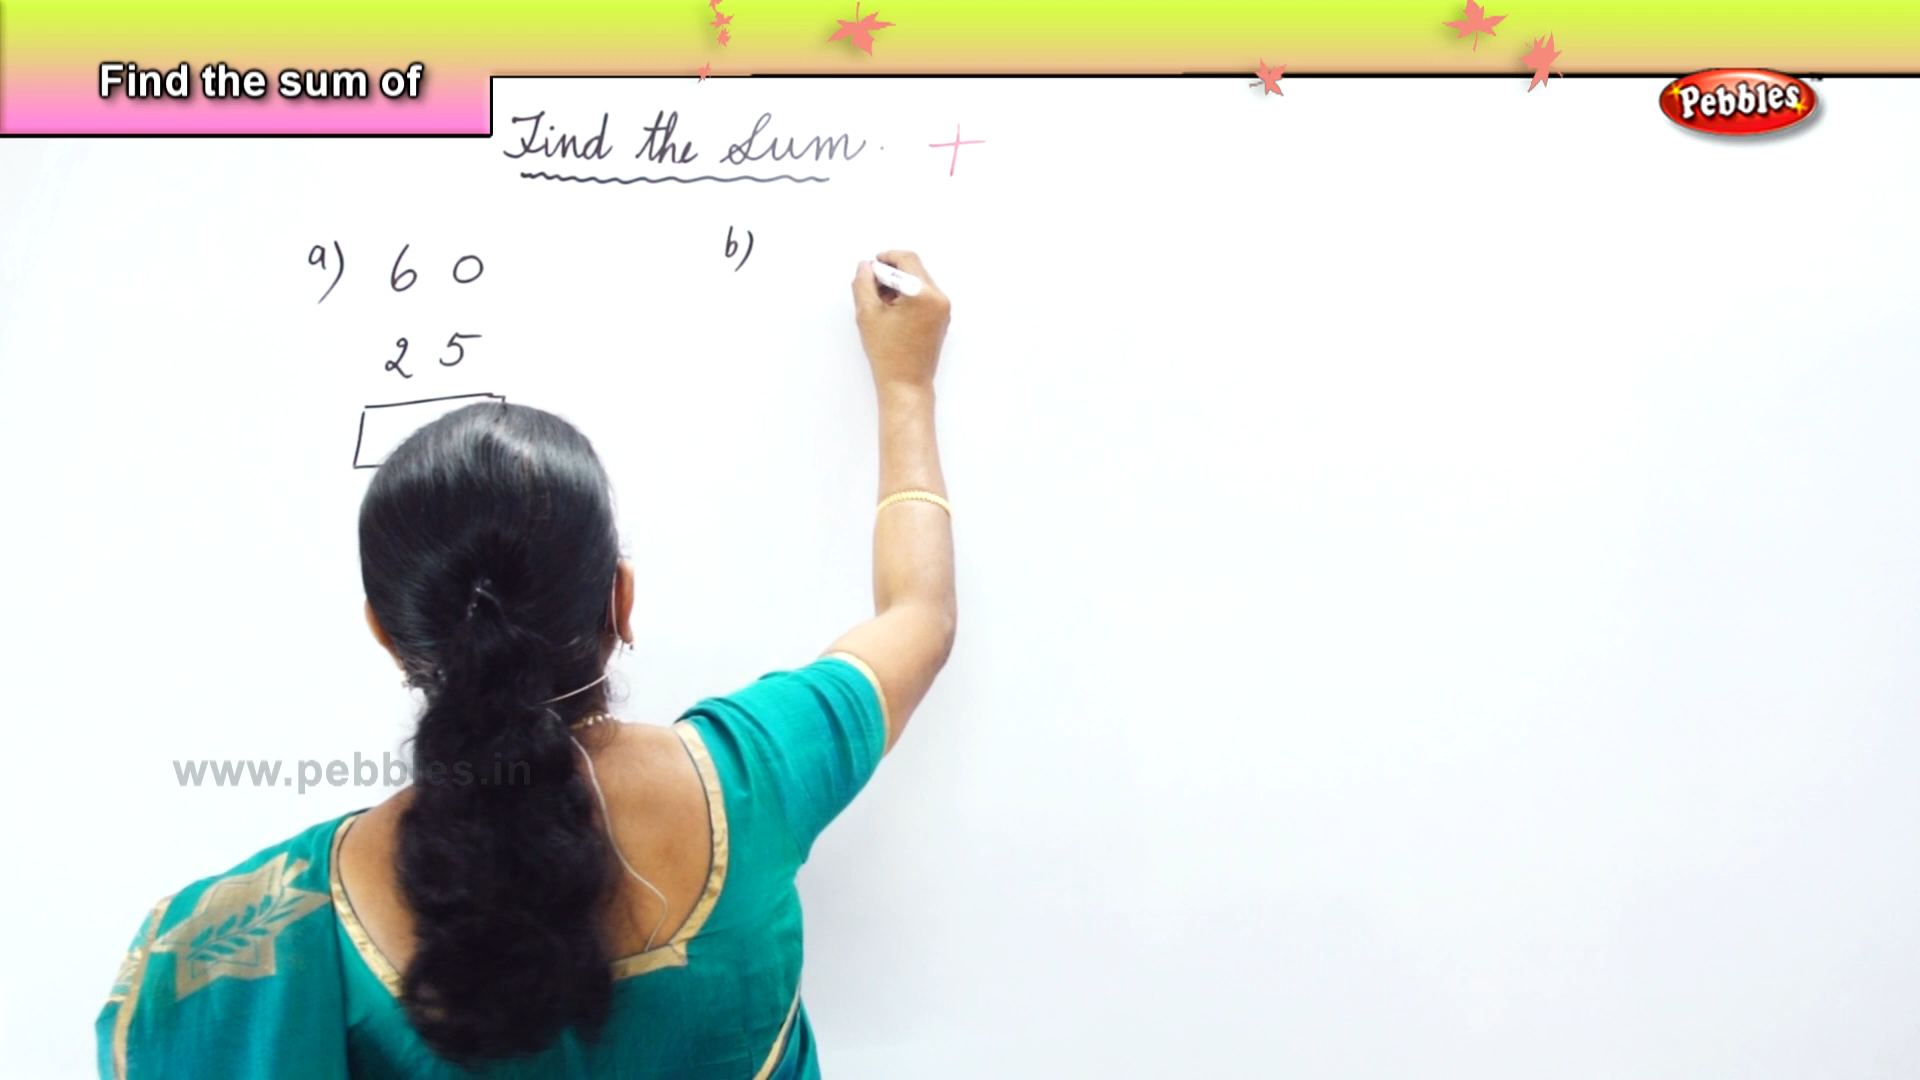 Find the sum of
Pebbles
Find the Sum. +
a) 6 0
2 5
b)
www.pebbles.in